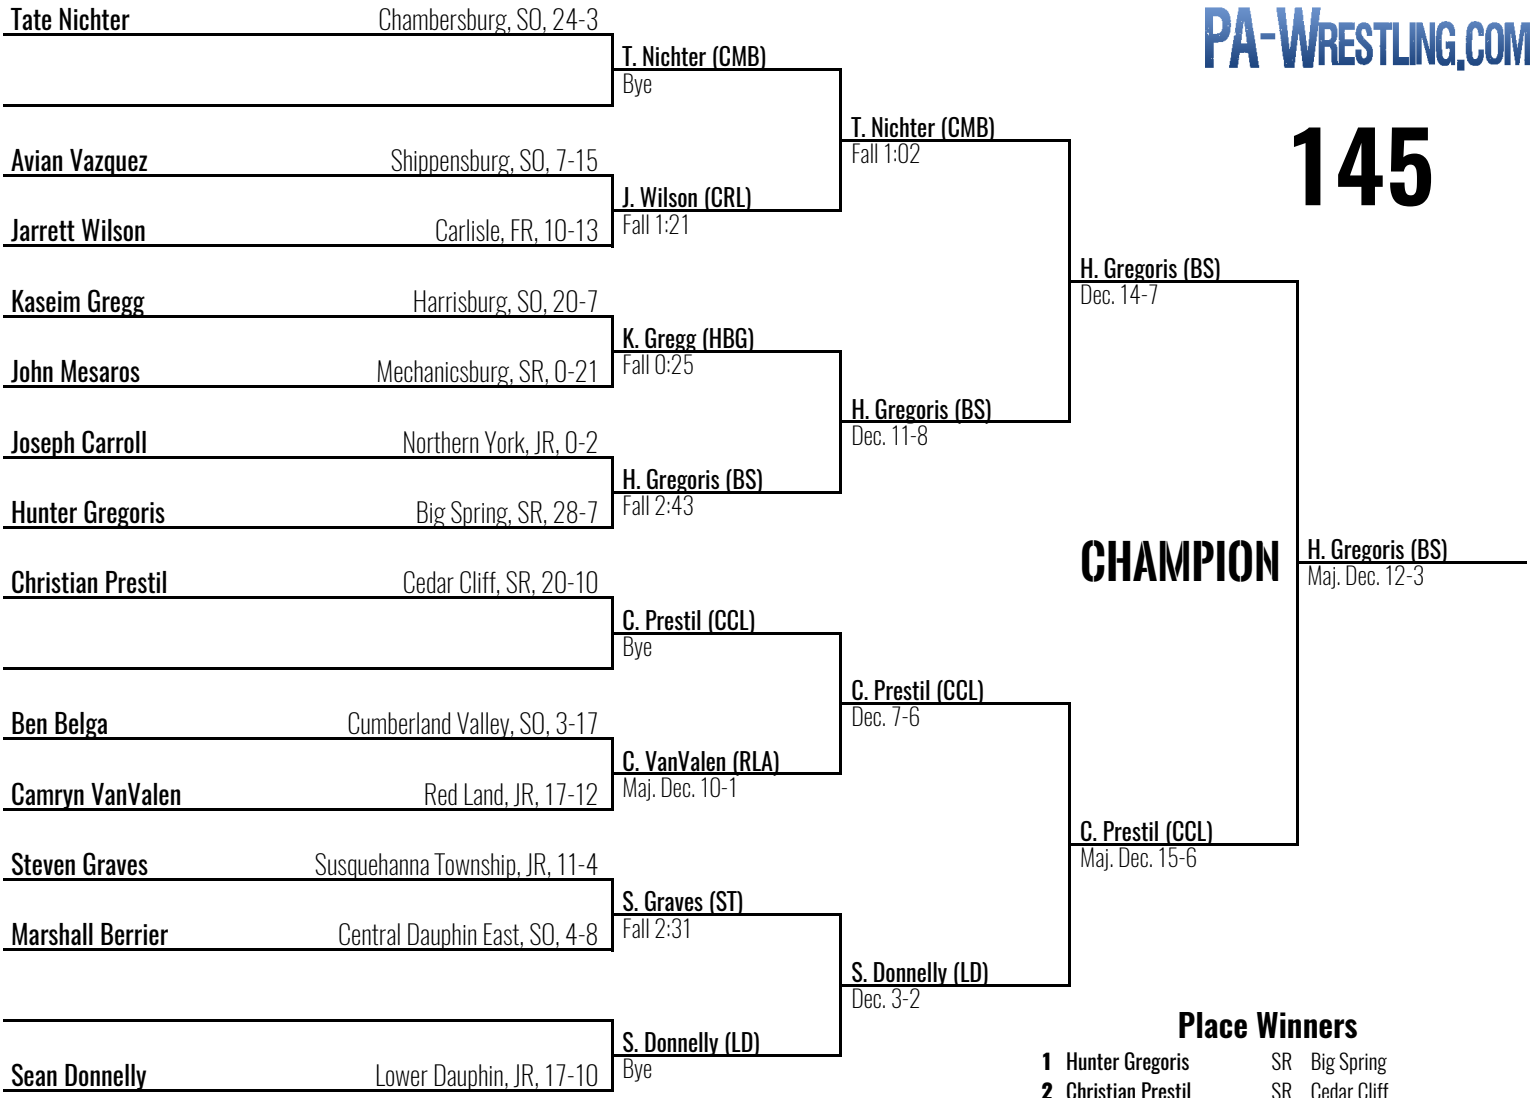 Tate Nichter Chambersburg, SO, 24-3
Avian Vazquez Shippensburg, SO, 7-15
Jarrett Wilson Carlisle, FR, 10-13
Kaseim Gregg Harrisburg, SO, 20-7
John Mesaros Mechanicsburg, SR, 0-21
Joseph Carroll Northern York, JR, 0-2
Hunter Gregoris Big Spring, SR, 28-7
Christian Prestil Cedar Cliff, SR, 20-10
Ben Belga Cumberland Valley, SO, 3-17
Camryn VanValen Red Land, JR, 17-12
Steven Graves Susquehanna Township, JR, 11-4
Marshall Berrier Central Dauphin East, SO, 4-8
Sean Donnelly Lower Dauphin, JR, 17-10
T. Nichter (CMB)
Bye
J. Wilson (CRL)
Fall 1:21
K. Gregg (HBG)
Fall 0:25
H. Gregoris (BS)
Fall 2:43
C. Prestil (CCL)
Bye
C. VanValen (RLA)
Maj. Dec. 10-1
S. Graves (ST)
Fall 2:31
S. Donnelly (LD)
Bye
T. Nichter (CMB)
Fall 1:02
H. Gregoris (BS)
Dec. 11-8
C. Prestil (CCL)
Dec. 7-6
S. Donnelly (LD)
Dec. 3-2
H. Gregoris (BS)
Dec. 14-7
C. Prestil (CCL)
Maj. Dec. 15-6
PA-WRESTLING.COM
145
CHAMPION
H. Gregoris (BS)
Maj. Dec. 12-3
Place Winners
1 Hunter Gregoris SR Big Spring
2 Christian Prestil SR Cedar Cliff